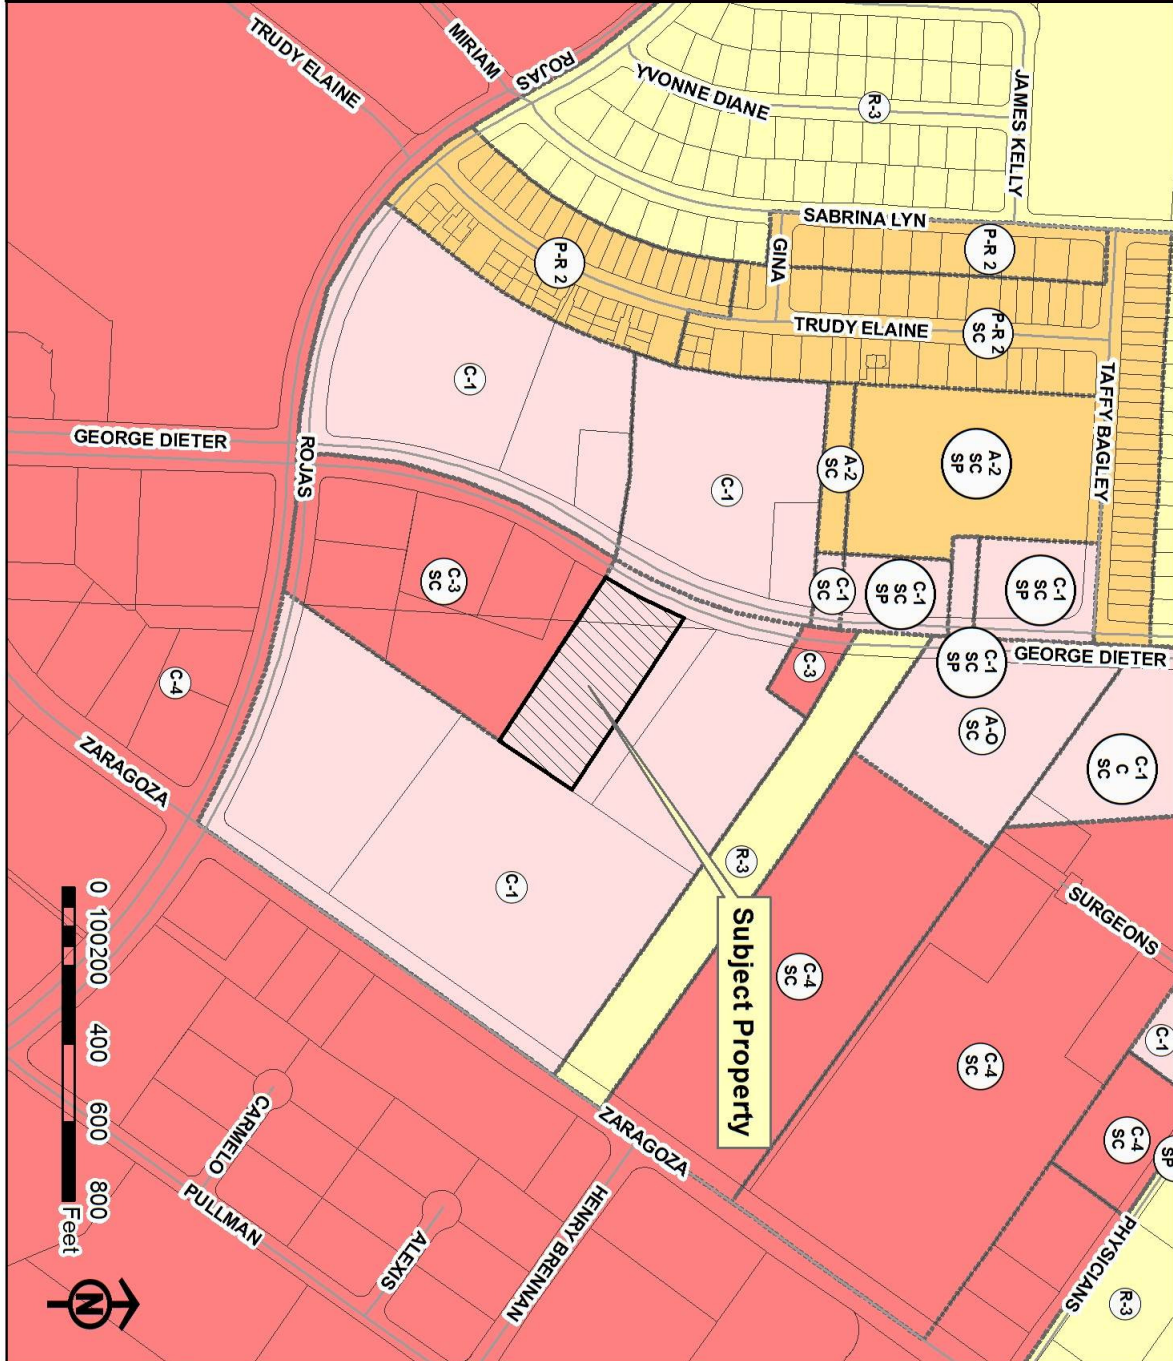 TRUDY ELAINE
MIRIAM
ROJAS
YVONNE DIANE
R-3
JAMES KELLY
SABRINA LYN
P-R 2
GINA
P-R 2
TRUDY ELAINE
P-R 2
SC
TAFFY BAGLEY
C-1
GEORGE DIETER
ROJAS
C-1
A-2
SC
A-2
SC
SP
C-3
SC
C-1
SC
C-1
SC
SP
C-1
SC
SP
C-1
SC
SP
GEORGE DIETER
C-3
C-4
A-O
SC
C-1
C
SC
ZARAGOZA
C-1
R-3
Subject Property
C-4
SC
SURGEONS
C-4
SC
C-1
C-4
SC
SP
ZARAGOZA
CARMELO
PULLMAN
ALEXIS
HENRY BRENNAN
PHYSICIANS
R-3
0 100200 400 600 800
Feet
N